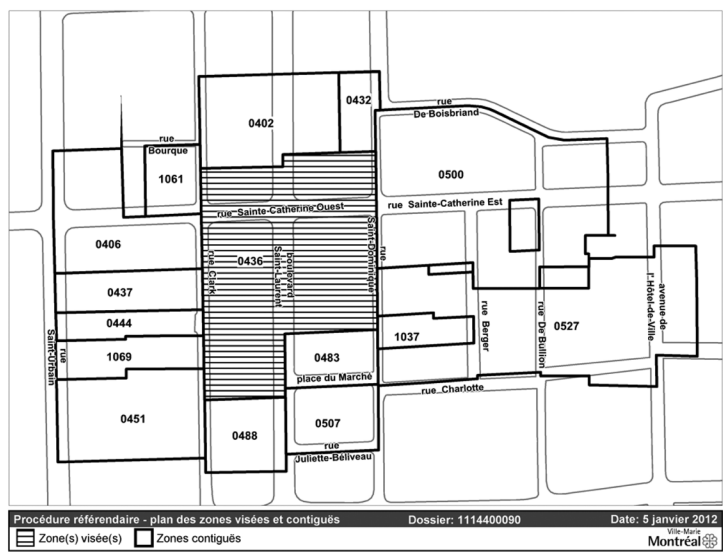 0432
0402
rue
De Boisbriand
rue
Bourque
1061
0500
rue Sainte-Catherine Ouest
rue Sainte-Catherine Est
0406
rue Clark
0436
boulevard
Saint-Laurent
rue
Saint-Dominique
0437
0444
rue
Saint-Urbain
1069
0483
1037
rue Berger
rue De Bullion
0527
avenue de
l'Hôtel-de-Ville
place du Marché
rue Charlotte
0451
0488
0507
rue
Juliette-Béliveau
Procédure référendaire - plan des zones visées et contiguës Dossier: 1114400090 Date: 5 janvier 2012
Zone(s) visée(s) Zones contiguës
Ville-Marie
Montréal